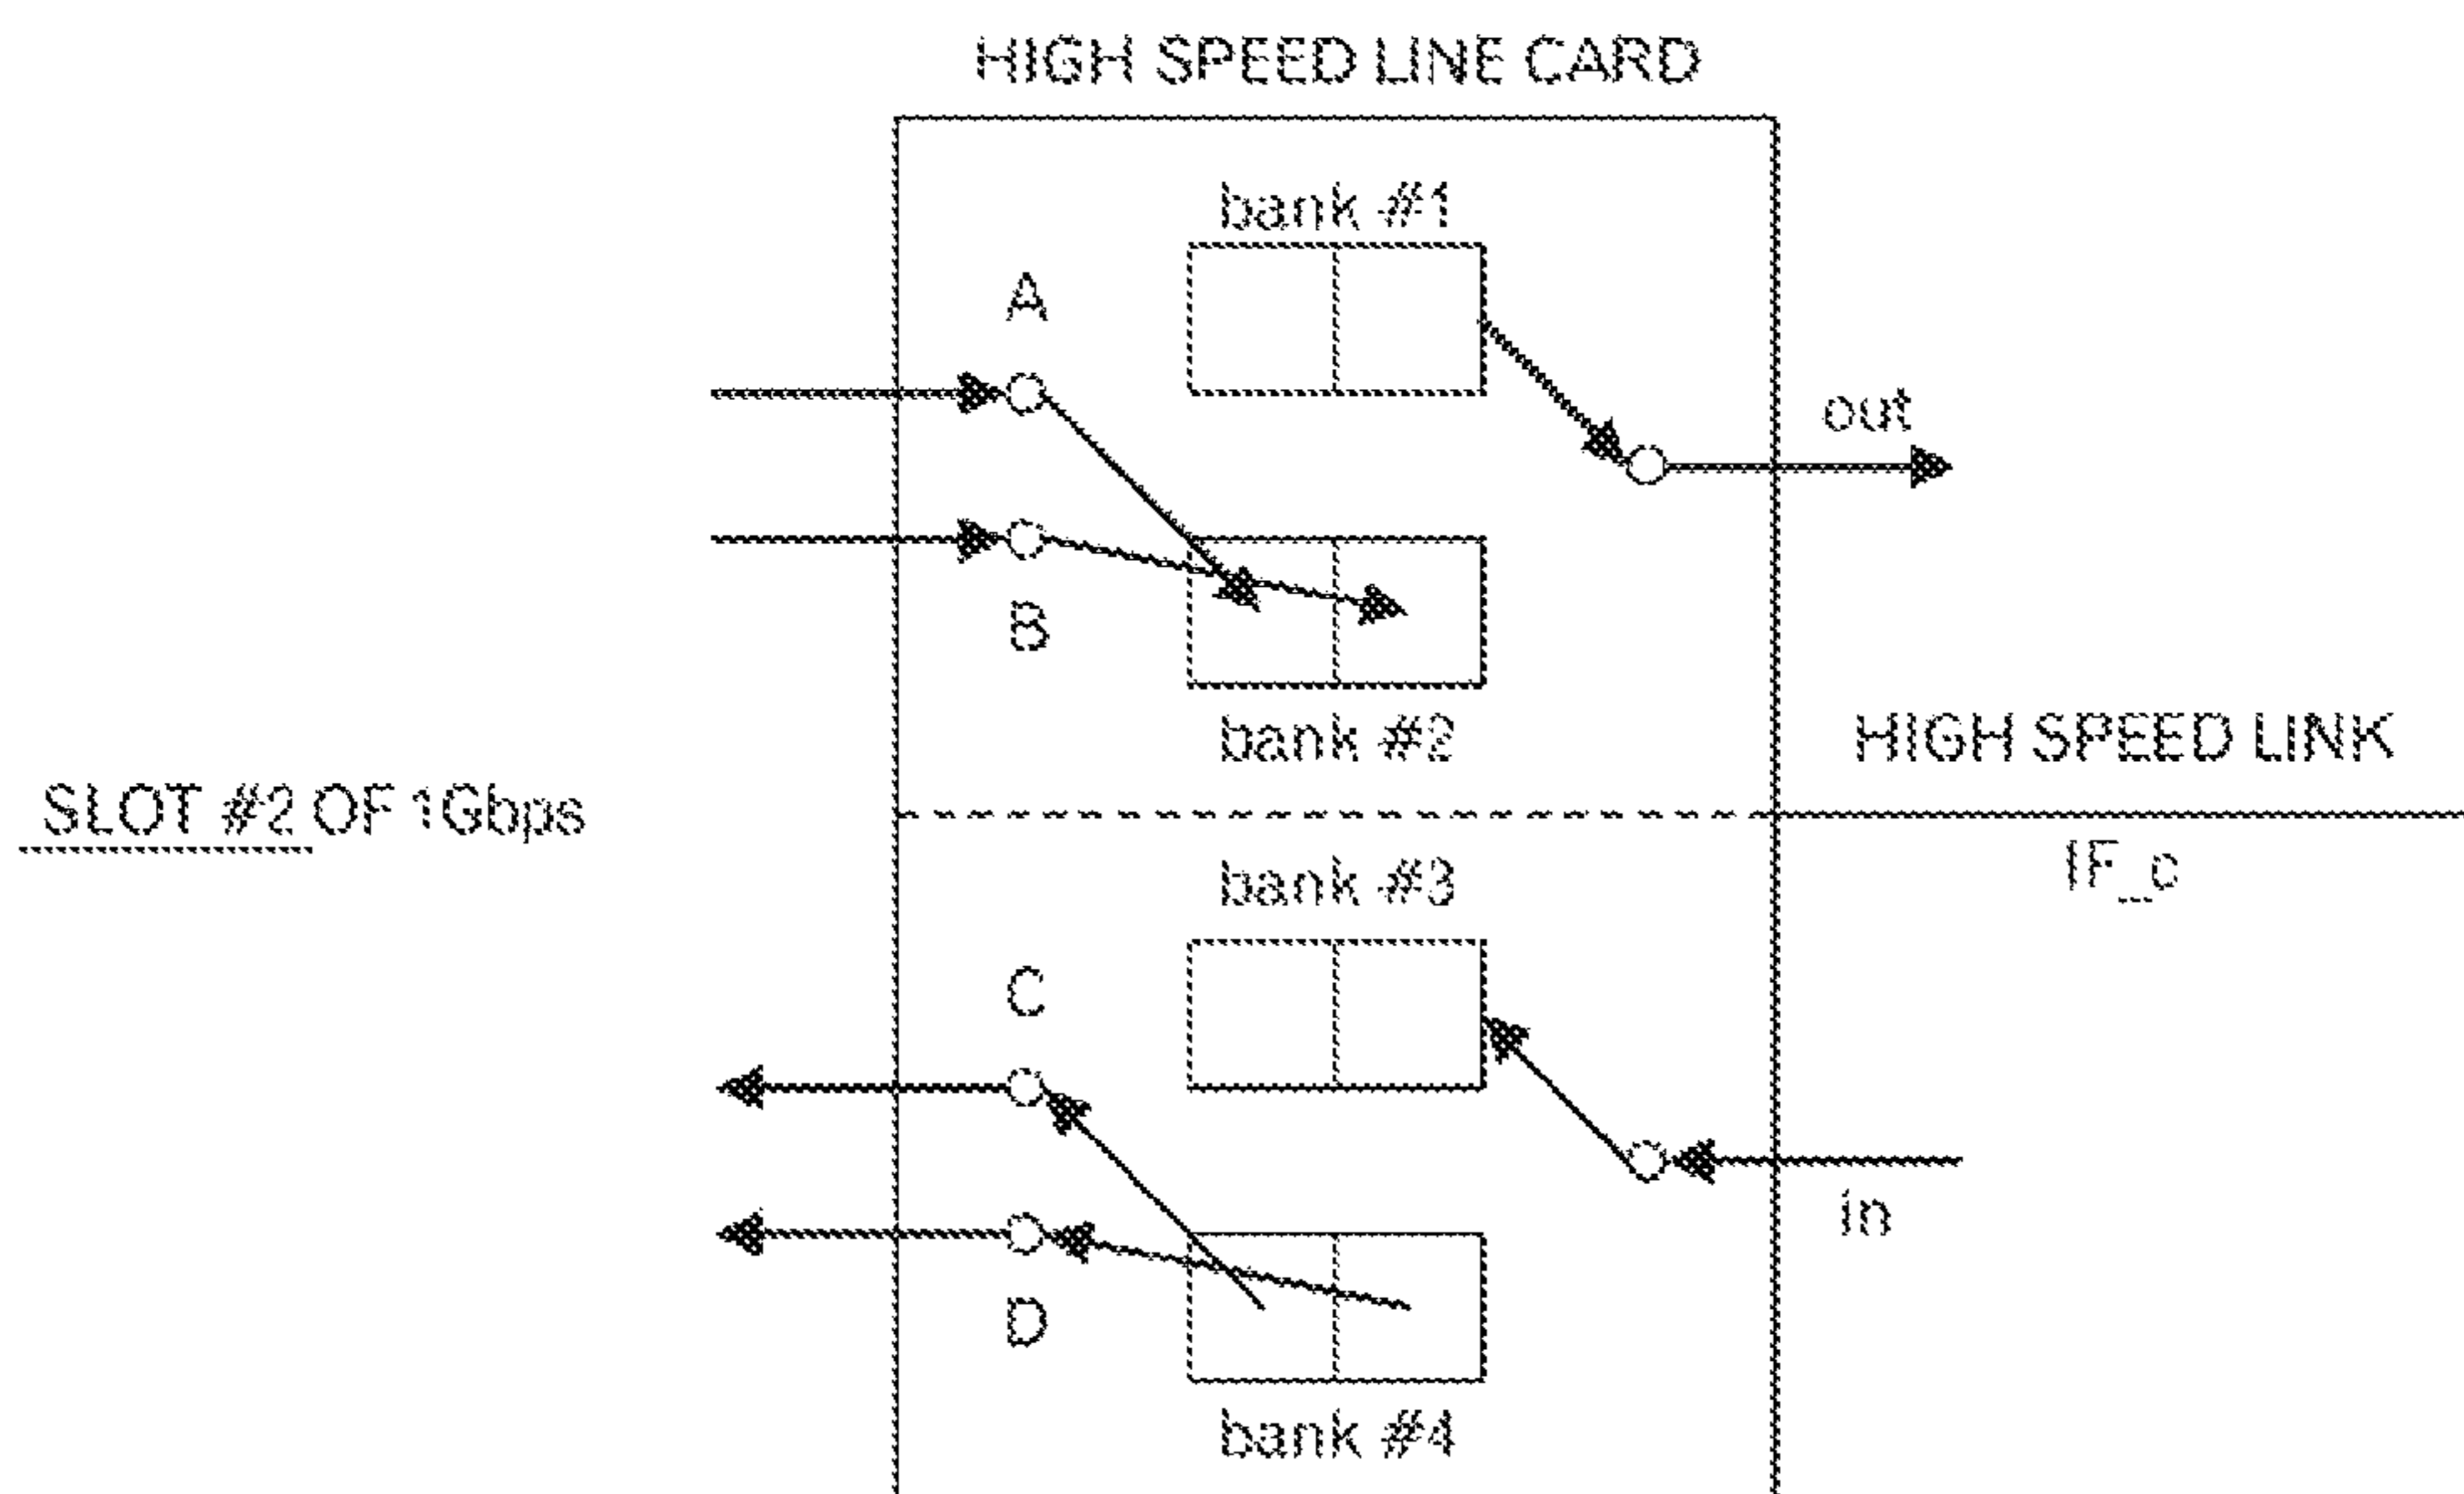 HIGH SPEED LINE CARD
bank #1
A
out
B
bank #2
HIGH SPEED LINK
SLOT #2 OF 1Gbps
IF_c
bank #3
C
in
D
bank #4